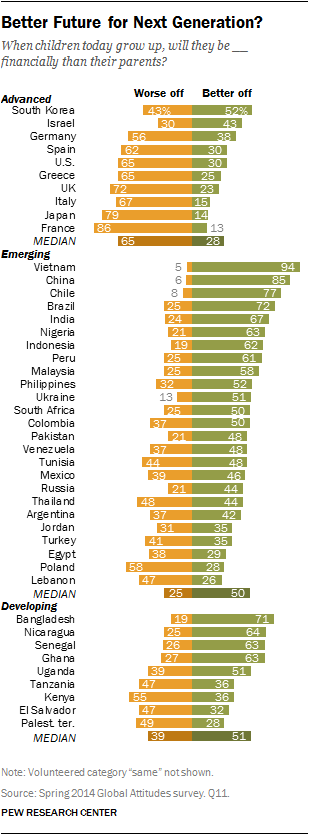 Better Future for Next Generation?
When children today grow up, will they be __
financially than their parents?
Worse off Better off
Advanced
South Korea 43% 52%
Israel 30 43
Germany 56 38
Spain 62 30
U.S. 65 30
Greece 65 25
UK 72 23
Italy 67 15
Japan 79 14
France 86 13
MEDIAN 65 28
Emerging
Vietnam 5 94
China 6 85
Chile 8 77
Brazil 25 72
India 24 67
Nigeria 21 63
Indonesia 19 62
Peru 25 61
Malaysia 25 58
Philippines 32 52
Ukraine 13 51
South Africa 25 50
Colombia 37 50
Pakistan 21 48
Venezuela 37 48
Tunisia 44 48
Mexico 39 46
Russia 21 44
Thailand 48 44
Argentina 37 42
Jordan 31 35
Turkey 41 35
Egypt 38 29
Poland 58 28
Lebanon 47 26
MEDIAN 25 50
Developing
Bangladesh 19 71
Nicaragua 25 64
Senegal 26 63
Ghana 27 63
Uganda 39 51
Tanzania 47 36
Kenya 55 36
El Salvador 47 32
Palest. ter. 49 28
MEDIAN 39 51
Note: Volunteered category “same” not shown.
Source: Spring 2014 Global Attitudes survey. Q11.
PEW RESEARCH CENTER